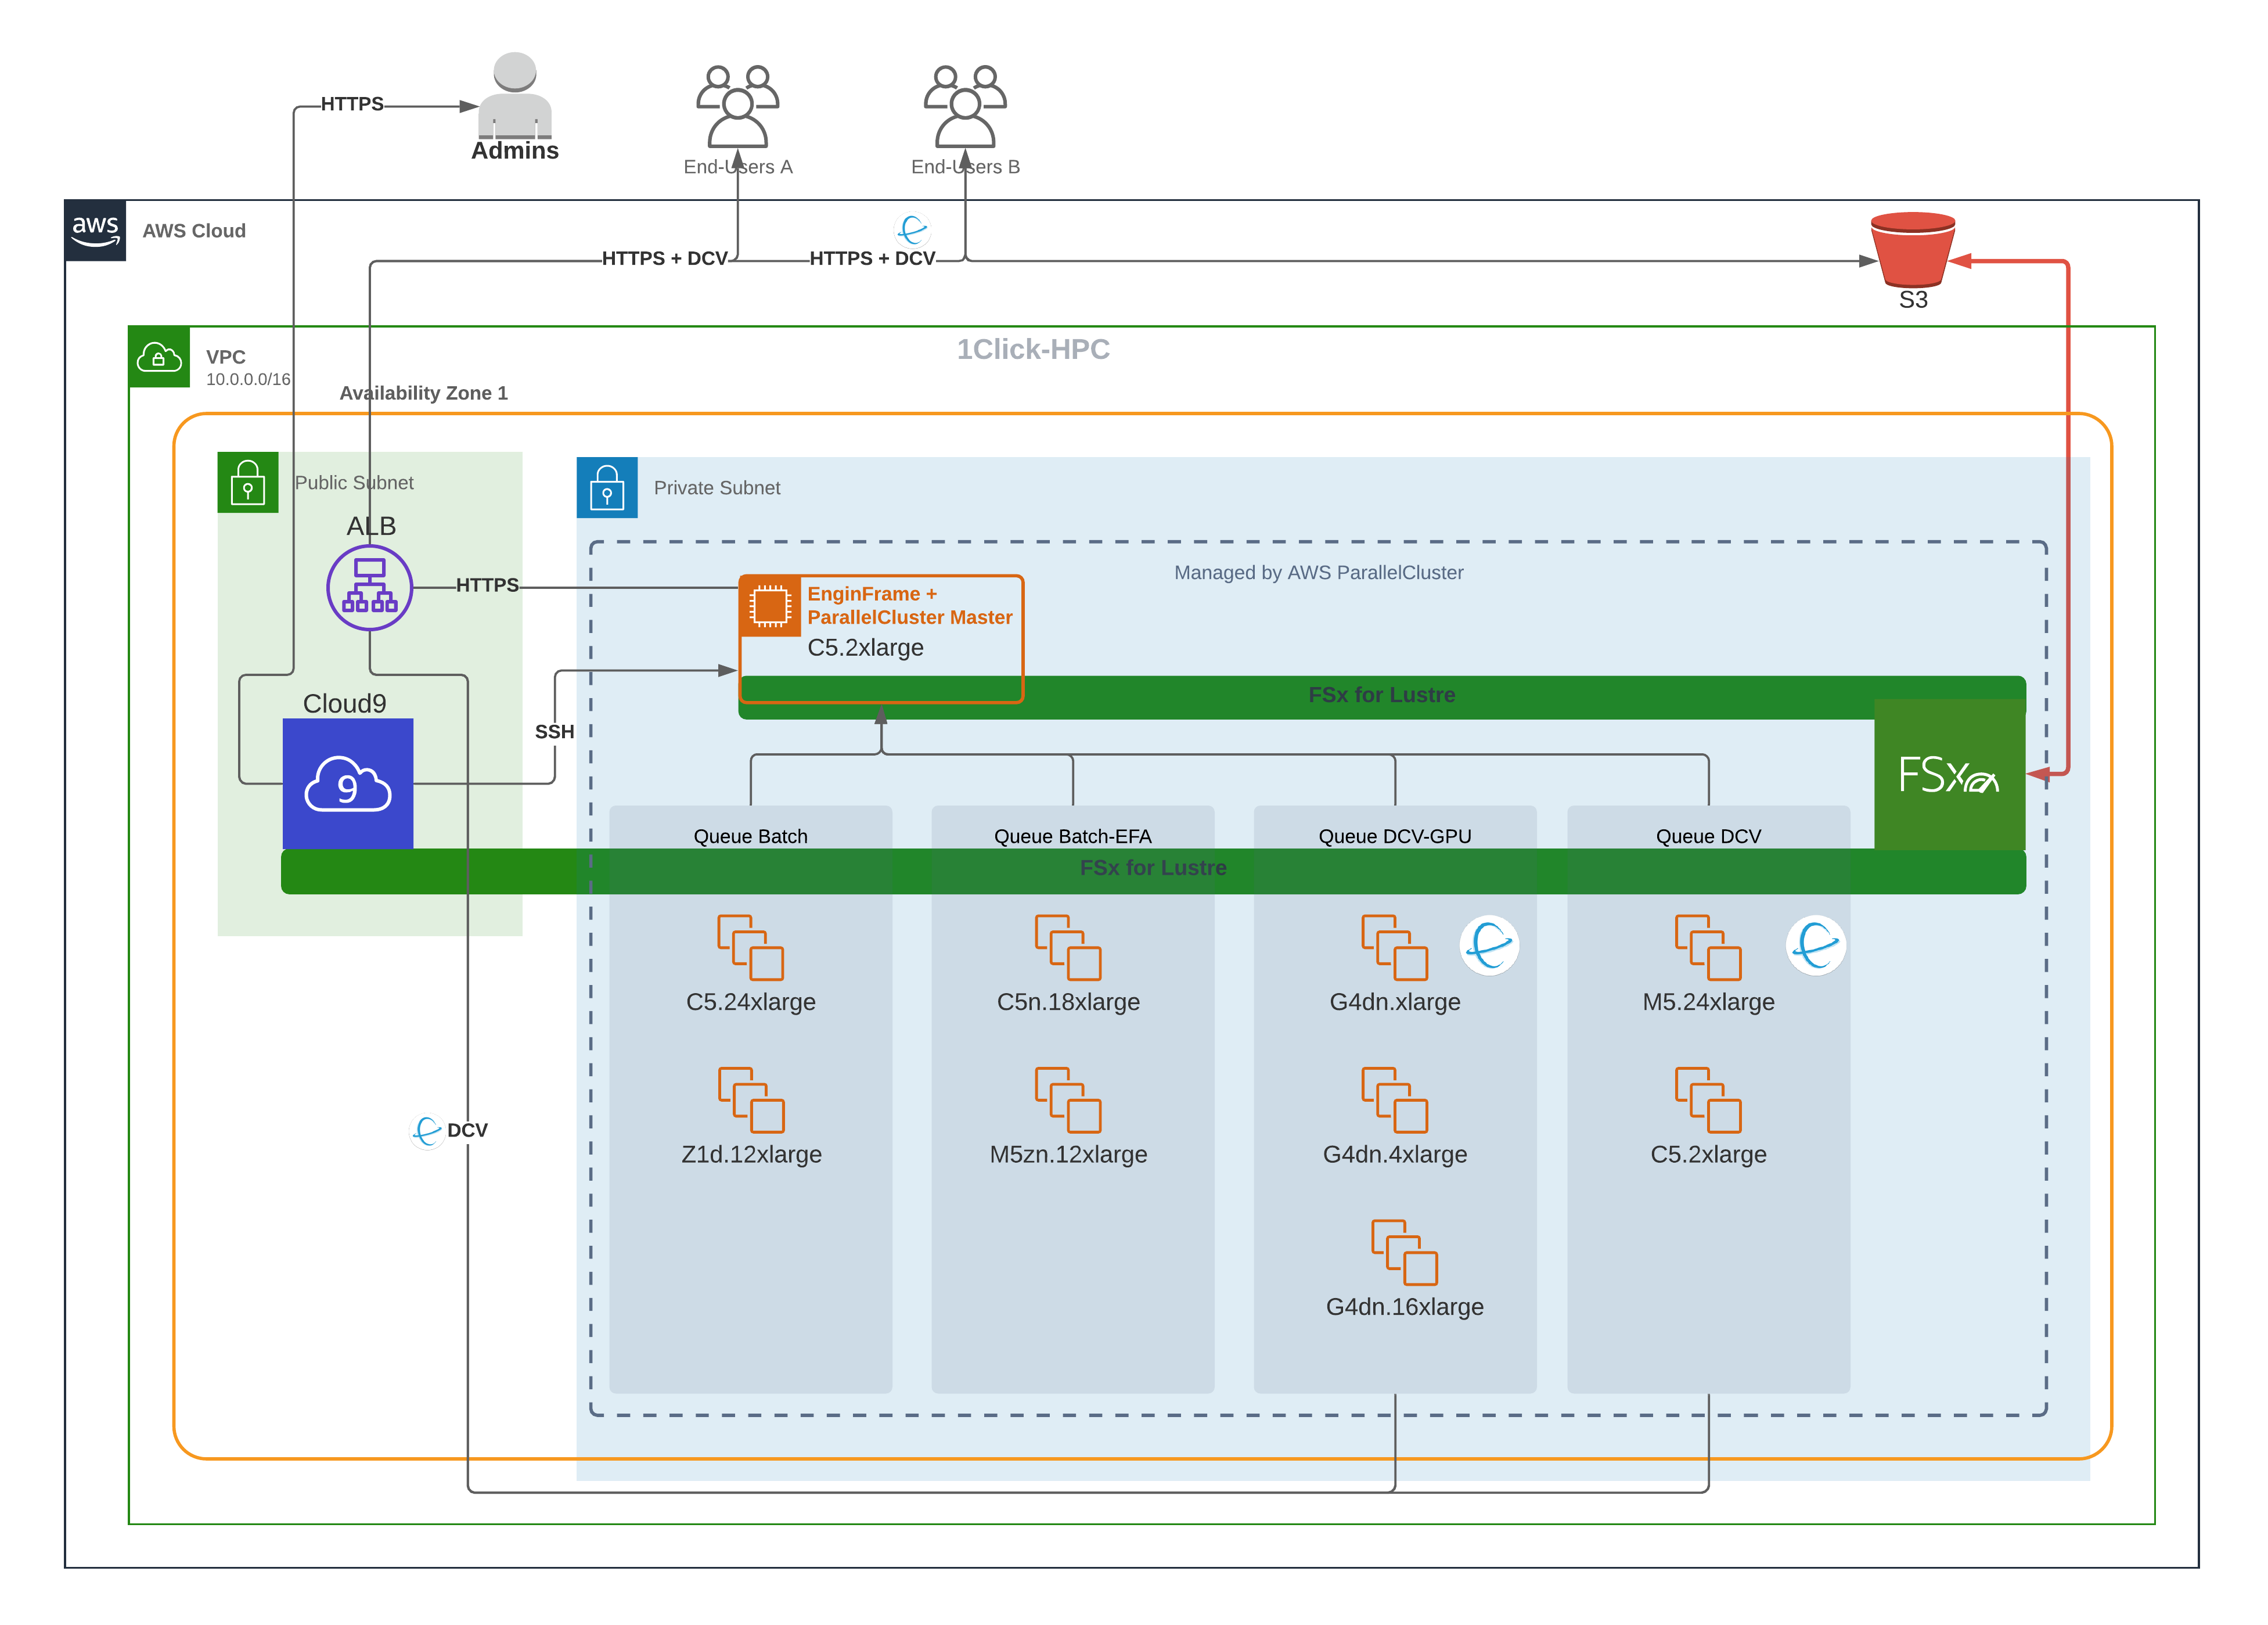 HTTPS
Admins
End-Users A
End-Users B
aws
AWS Cloud
HTTPS + DCV
HTTPS + DCV
S3
VPC
10.0.0.0/16
1Click-HPC
Availability Zone 1
Public Subnet
Private Subnet
ALB
HTTPS
Managed by AWS ParallelCluster
EnginFrame +
ParallelCluster Master
C5.2xlarge
FSx for Lustre
Cloud9
9
SSH
FSx
Queue Batch
Queue Batch-EFA
Queue DCV-GPU
Queue DCV
FSx for Lustre
C5.24xlarge
C5n.18xlarge
G4dn.xlarge
M5.24xlarge
Z1d.12xlarge
M5zn.12xlarge
G4dn.4xlarge
C5.2xlarge
DCV
G4dn.16xlarge